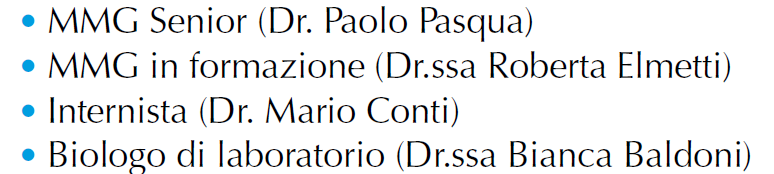 • MMG Senior (Dr. Paolo Pasqua)
• MMG in formazione (Dr.ssa Roberta Elmetti)
• Internista (Dr. Mario Conti)
• Biologo di laboratorio (Dr.ssa Bianca Baldoni)